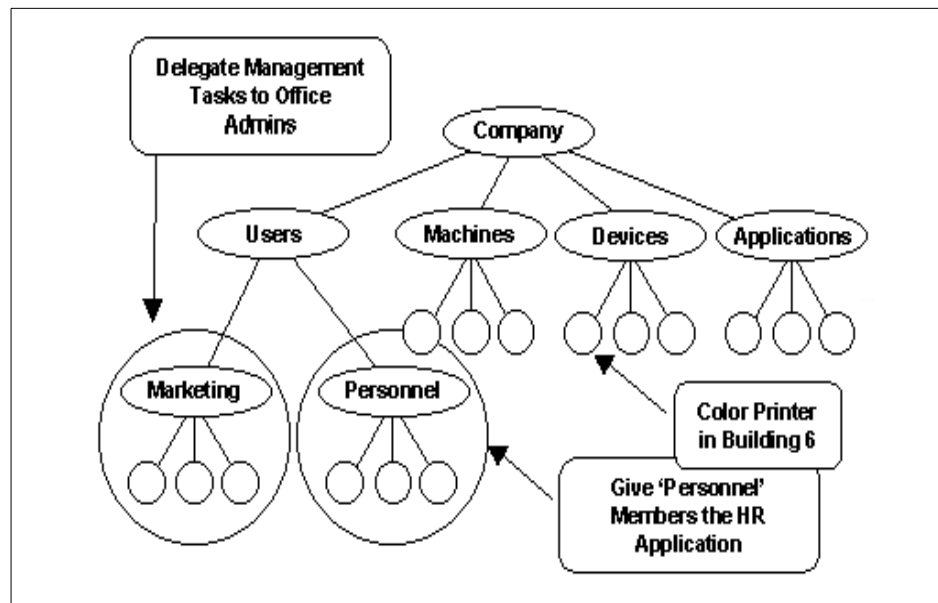 Delegate Management
Tasks to Office
Admins
Company
Users
Machines
Devices
Applications
Marketing
Personnel
Color Printer
in Building 6
Give ‘Personnel’
Members the HR
Application